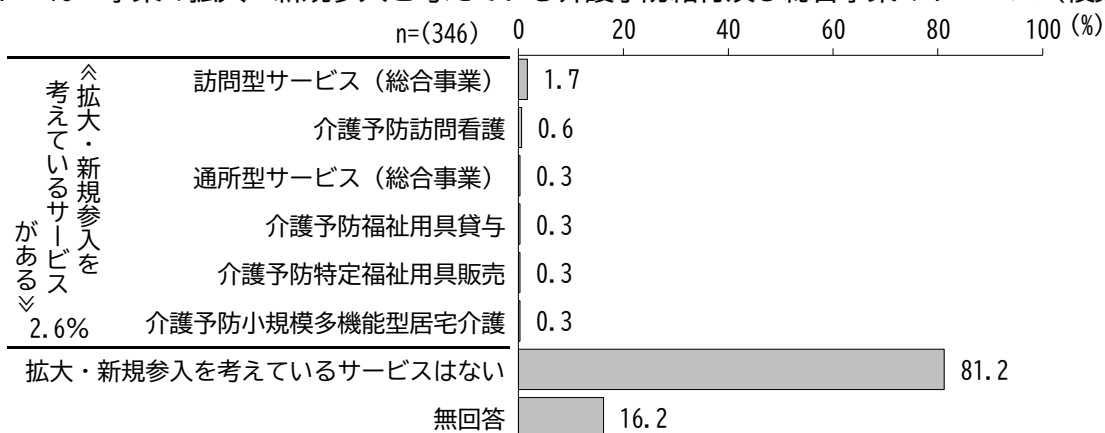 n=(346)
0 20 40 60 80 100 (%)
≪拡大・新規参入を
考えているサービス
がある≫
2.6%
訪問型サービス（総合事業） 1.7
介護予防訪問看護 0.6
通所型サービス（総合事業） 0.3
介護予防福祉用具貸与 0.3
介護予防特定福祉用具販売 0.3
介護予防小規模多機能型居宅介護 0.3
拡大・新規参入を考えているサービスはない 81.2
無回答 16.2